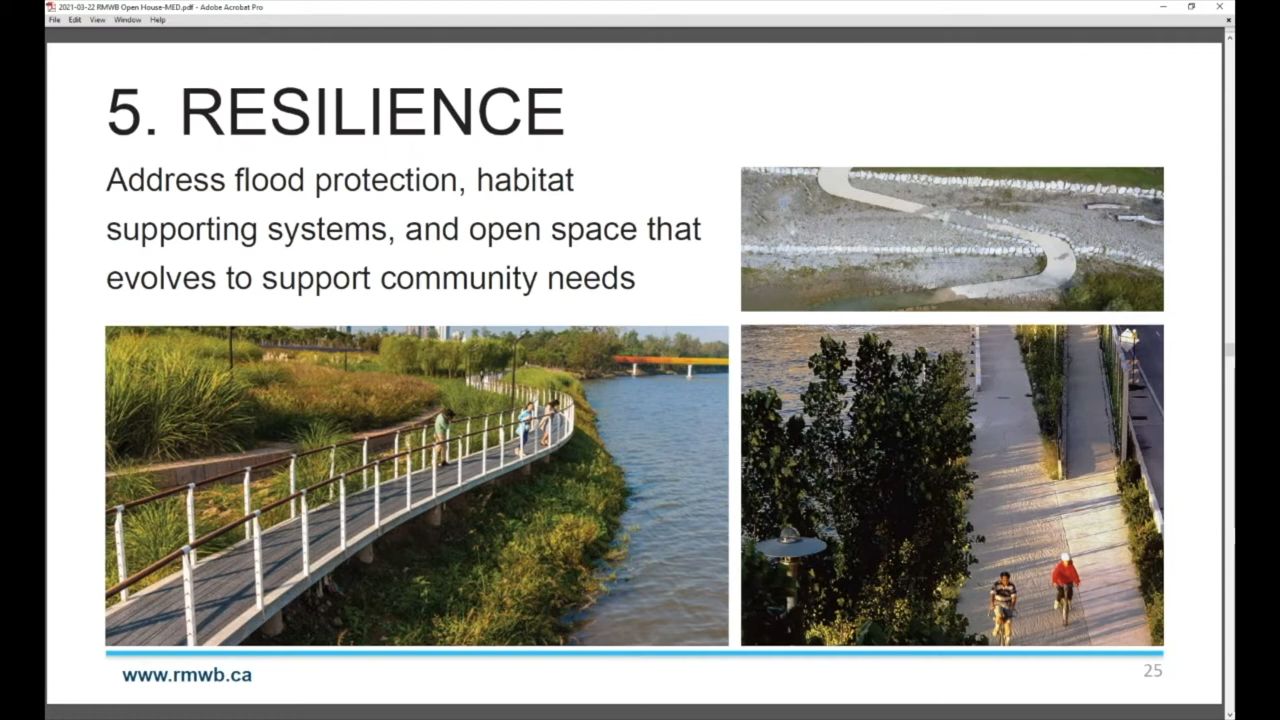 2021-03-22 RMWB Open House-MED.pdf - Adobe Acrobat Pro
File Edit View Window Help
5. RESILIENCE
Address flood protection, habitat
supporting systems, and open space that
evolves to support community needs
www.rmwb.ca
25